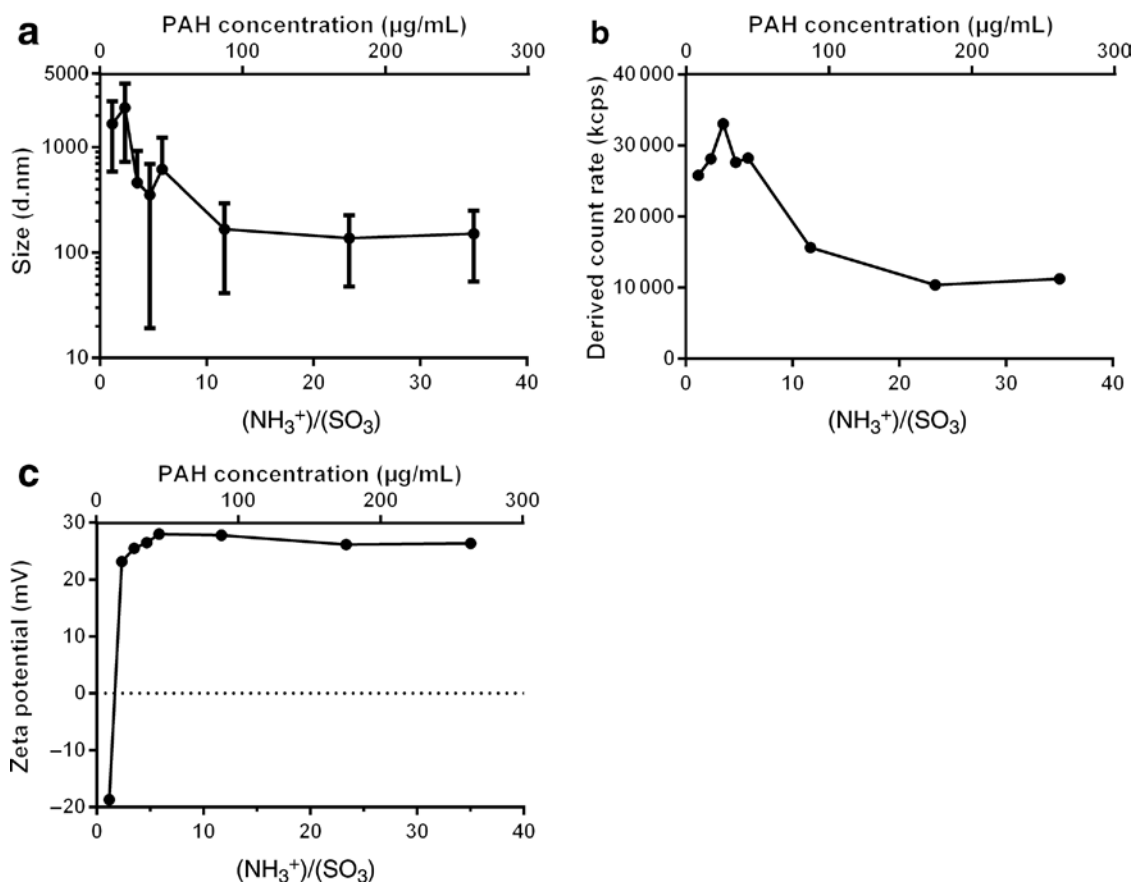 a
PAH concentration (µg/mL)
0 100 200 300
5000
1000
100
10
Size (d.nm)
0 10 20 30 40
(NH₃⁺)/(SO₃)
b
PAH concentration (µg/mL)
0 100 200 300
40 000
30 000
20 000
10 000
0
Derived count rate (kcps)
0 10 20 30 40
(NH₃⁺)/(SO₃)
c
PAH concentration (µg/mL)
0 100 200 300
30
20
10
0
–10
–20
Zeta potential (mV)
0 10 20 30 40
(NH₃⁺)/(SO₃)